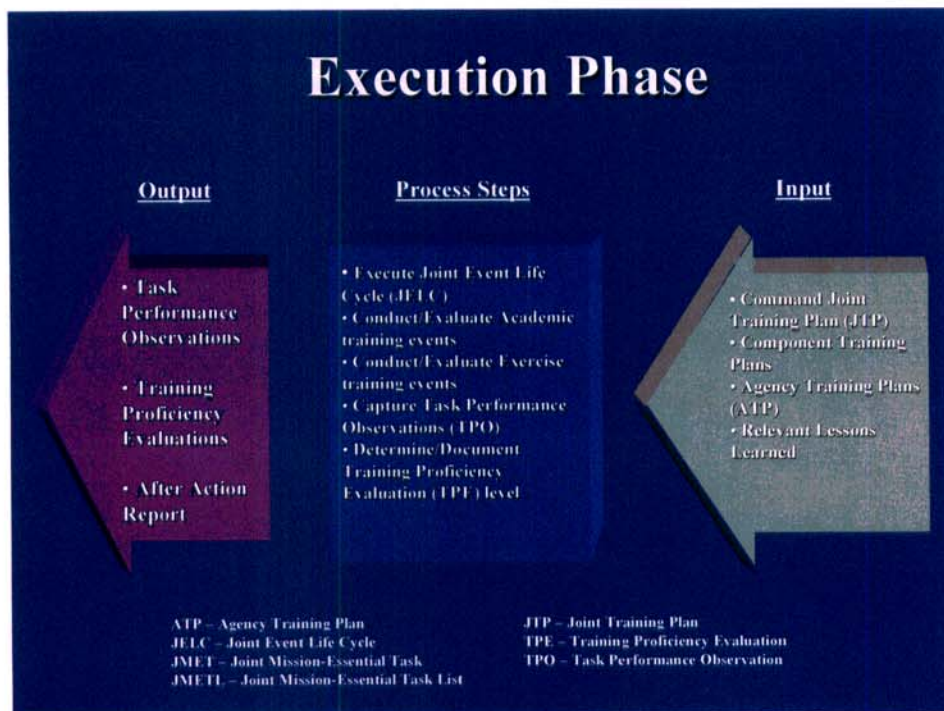 Execution Phase
Output
• Task
Performance
Observations
• Training
Proficiency
Evaluations
• After Action
Report
Process Steps
• Execute Joint Event Life
Cycle (JELC)
• Conduct/Evaluate Academic
training events
• Conduct/Evaluate Exercise
training events
• Capture Task Performance
Observations (TPO)
• Determine/Document
Training Proficiency
Evaluation (TPE) level
Input
• Command Joint
Training Plan (JTP)
• Component Training
Plans
• Agency Training Plans
(ATP)
• Relevant Lessons
Learned
ATP – Agency Training Plan
JELC – Joint Event Life Cycle
JMET – Joint Mission-Essential Task
JMETL – Joint Mission-Essential Task List
JTP – Joint Training Plan
TPE – Training Proficiency Evaluation
TPO – Task Performance Observation